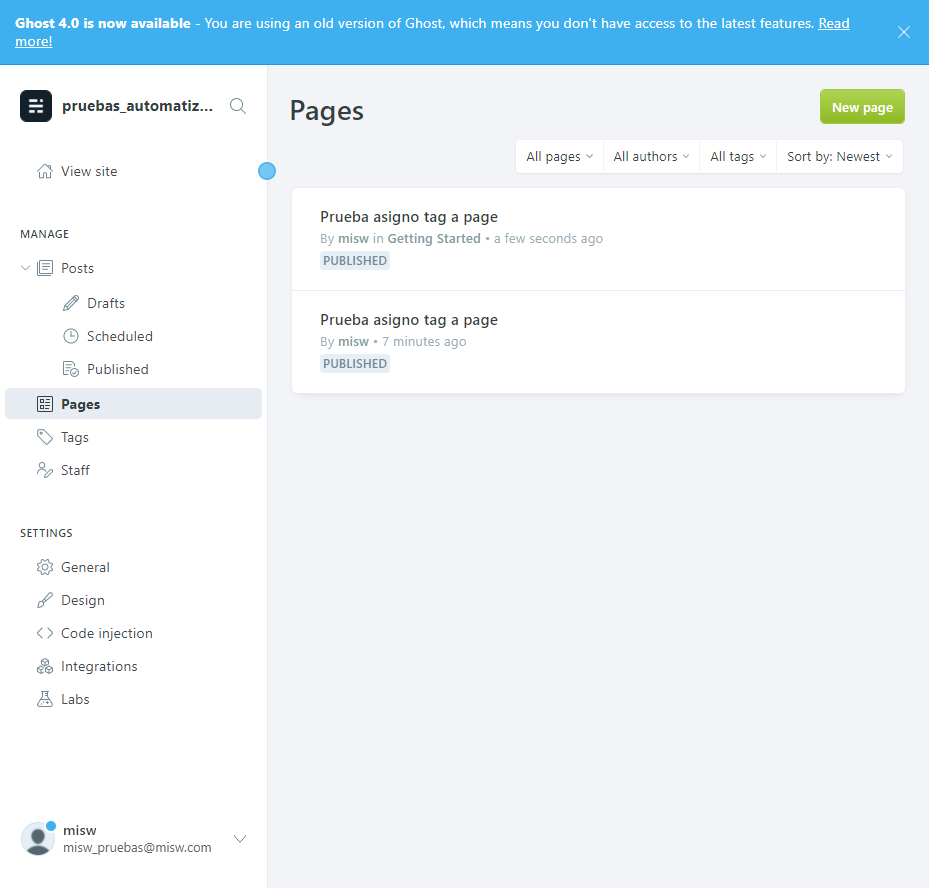 Ghost 4.0 is now available - You are using an old version of Ghost, which means you don't have access to the latest features. Read
more!
pruebas_automatiz...
View site
MANAGE
Posts
Drafts
Scheduled
Published
Pages
Tags
Staff
SETTINGS
General
Design
Code injection
Integrations
Labs
misw
misw_pruebas@misw.com
Pages
New page
All pages
All authors
All tags
Sort by: Newest
Prueba asigno tag a page
By misw in Getting Started • a few seconds ago
PUBLISHED
Prueba asigno tag a page
By misw • 7 minutes ago
PUBLISHED